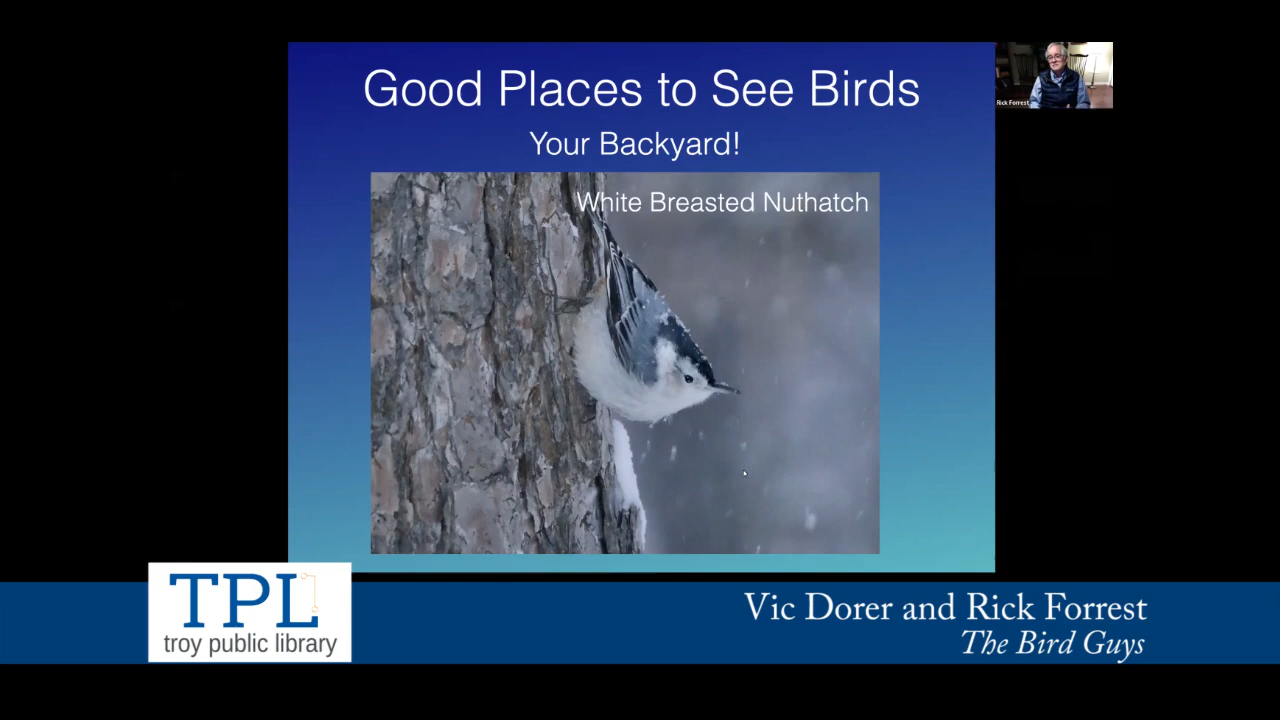 Good Places to See Birds
Your Backyard!
White Breasted Nuthatch
Rick Forrest
TPL
troy public library
Vic Dorer and Rick Forrest
The Bird Guys